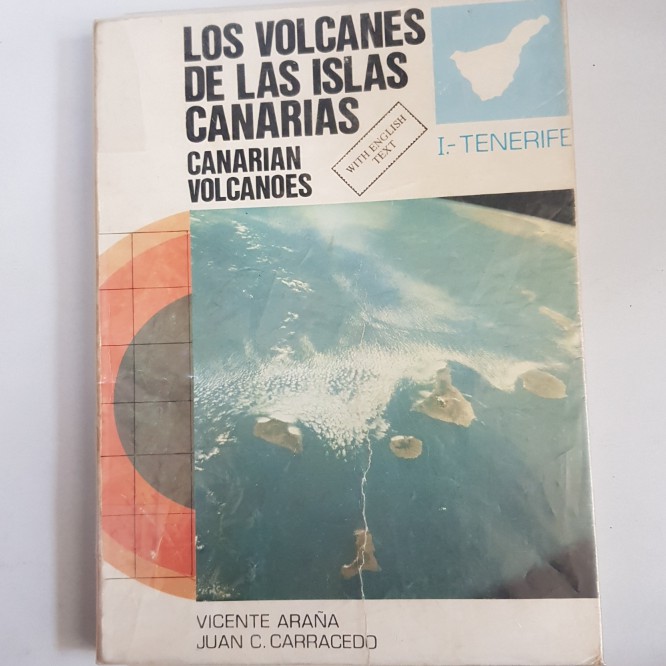 LOS VOLCANES
DE LAS ISLAS
CANARIAS
CANARIAN
VOLCANOES
WITH ENGLISH
TEXT
I.-TENERIFE
VICENTE ARAÑA
JUAN C. CARRACEDO